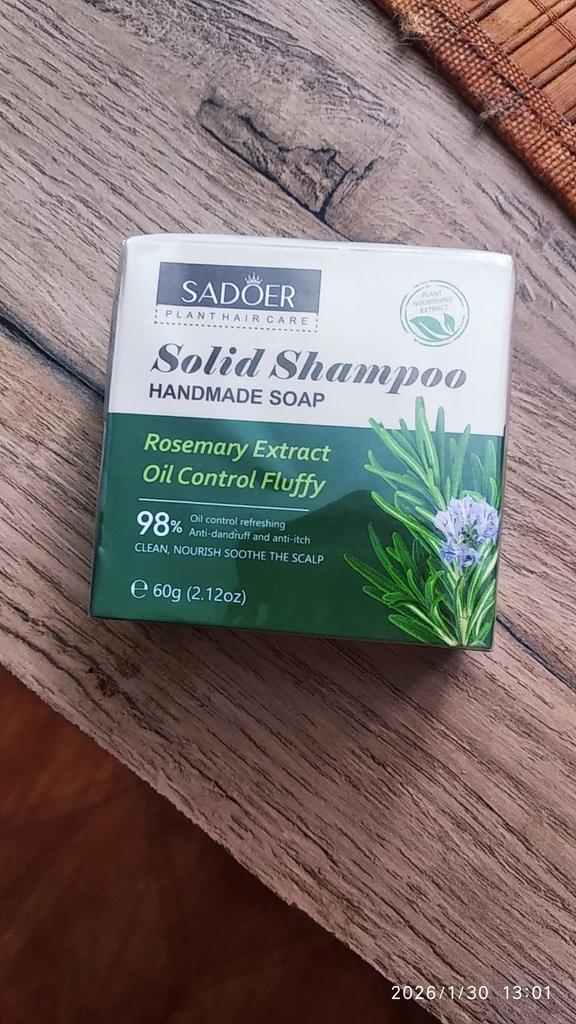 SADOER
PLANT HAIR CARE
PLANT
NOURISHING
EXTRACT
Solid Shampoo
HANDMADE SOAP
Rosemary Extract
Oil Control Fluffy
98% Oil control refreshing
Anti-dandruff and anti-itch
CLEAN, NOURISH SOOTHE THE SCALP
℮ 60g (2.12oz)
2026/1/30 13:01